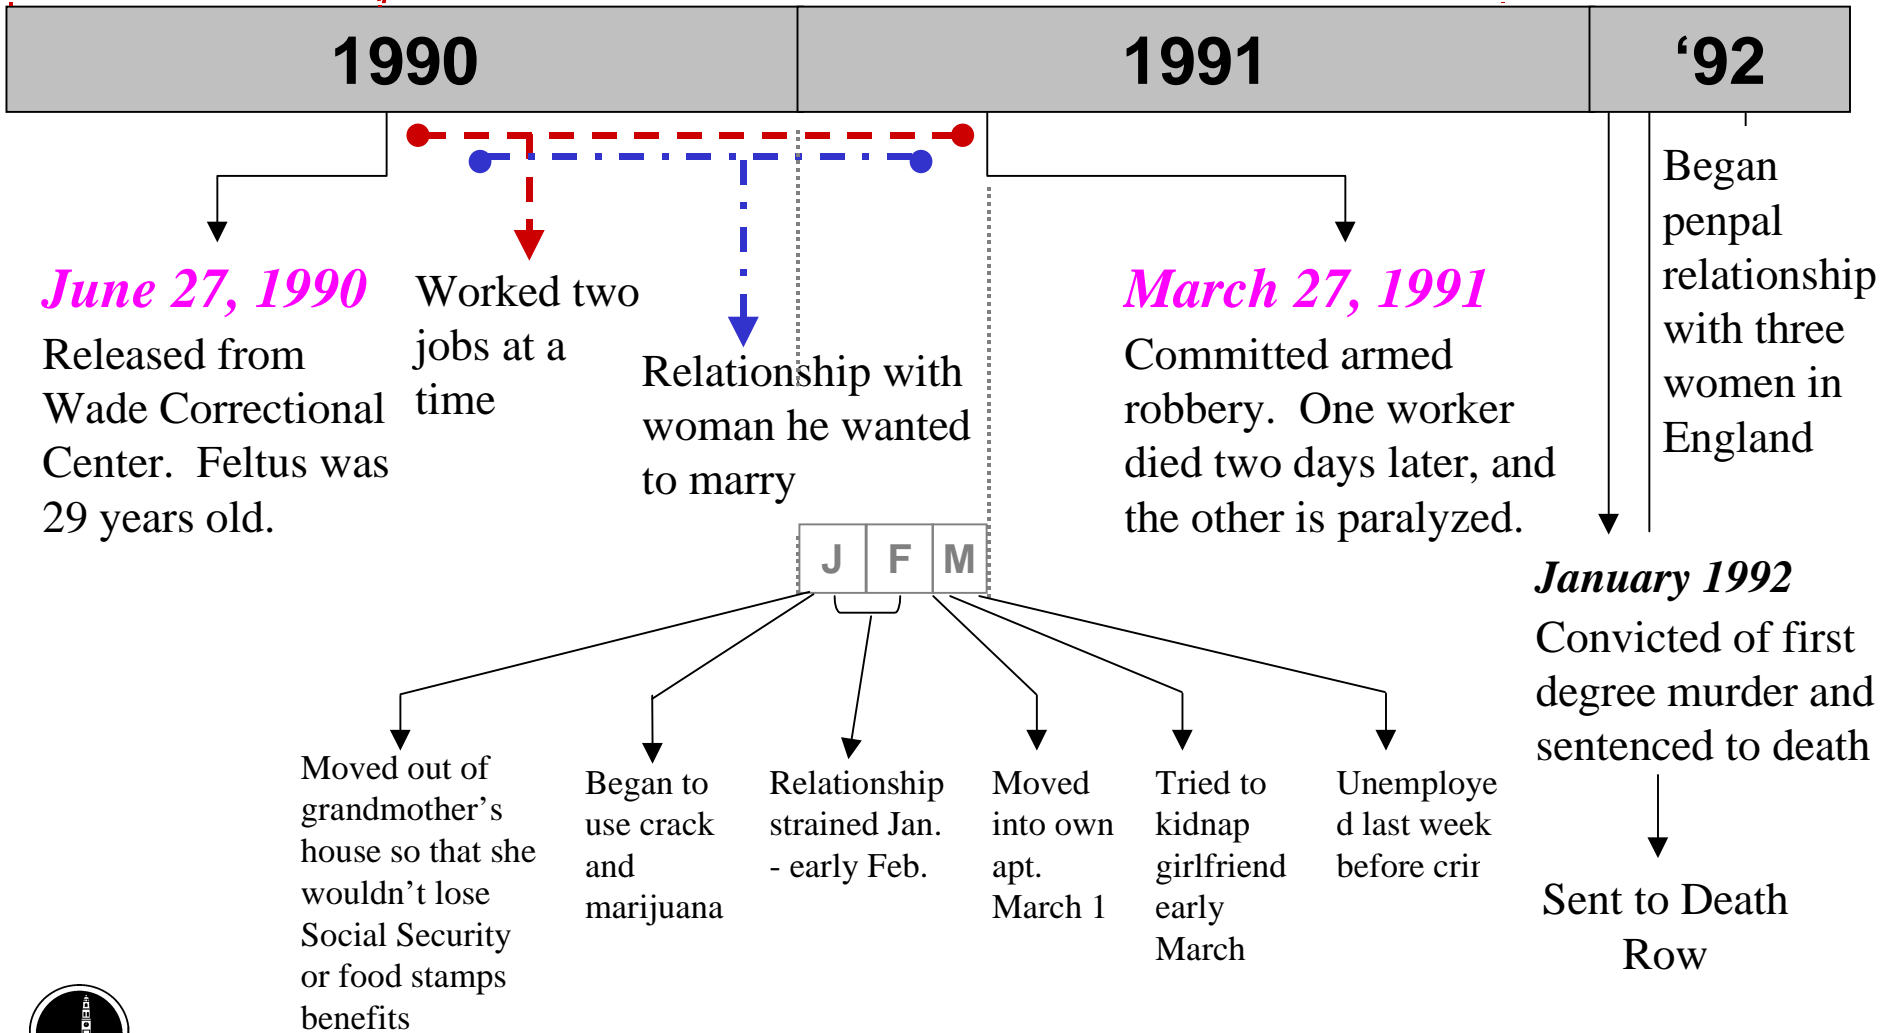 1990
1991
‘92
June 27, 1990
Released from
Wade Correctional
Center.  Feltus was
29 years old.
Worked two
jobs at a
time
Relationship with
woman he wanted
to marry
March 27, 1991
Committed armed
robbery.  One worker
died two days later, and
the other is paralyzed.
Began
penpal
relationship
with three
women in
England
J F M
January 1992
Convicted of first
degree murder and
sentenced to death
Sent to Death
Row
Moved out of
grandmother’s
house so that she
wouldn’t lose
Social Security
or food stamps
benefits
Began to
use crack
and
marijuana
Relationship
strained Jan.
- early Feb.
Moved
into own
apt.
March 1
Tried to
kidnap
girlfriend
early
March
Unemploye
d last week
before